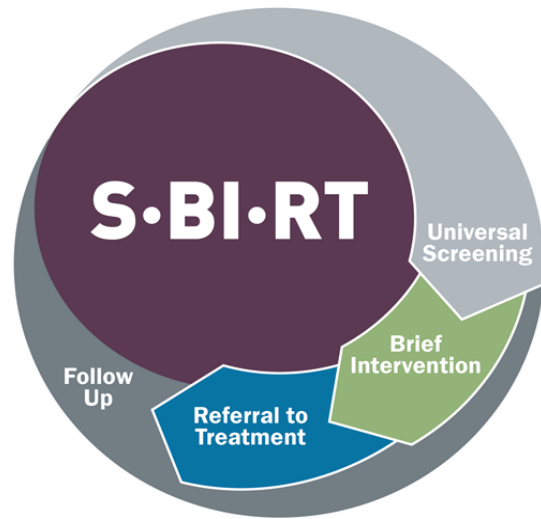 S•BI•RT
Universal
Screening
Brief
Intervention
Referral to
Treatment
Follow
Up